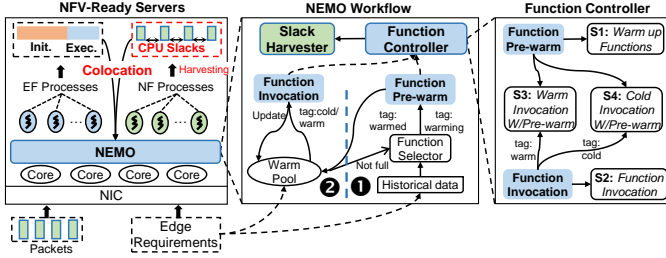 NFV-Ready Servers
Init.
Exec.
CPU Slacks
Colocation
Harvesting
EF Processes
NF Processes
...
...
NEMO
Core
Core
Core
Core
NIC
Packets
Edge
Requirements
NEMO Workflow
Slack
Harvester
Function
Controller
Function
Invocation
Function
Pre-warm
Update
tag:cold/
warm
tag:
warmed
tag:
warming
Function
Selector
Warm
Pool
Not full
❷
❶
Historical data
Function Controller
Function
Pre-warm
S1: Warm up
Functions
S3: Warm
Invocation
W/Pre-warm
S4: Cold
Invocation
W/Pre-warm
tag:
warm
tag:
cold
Function
Invocation
S2: Function
Invocation